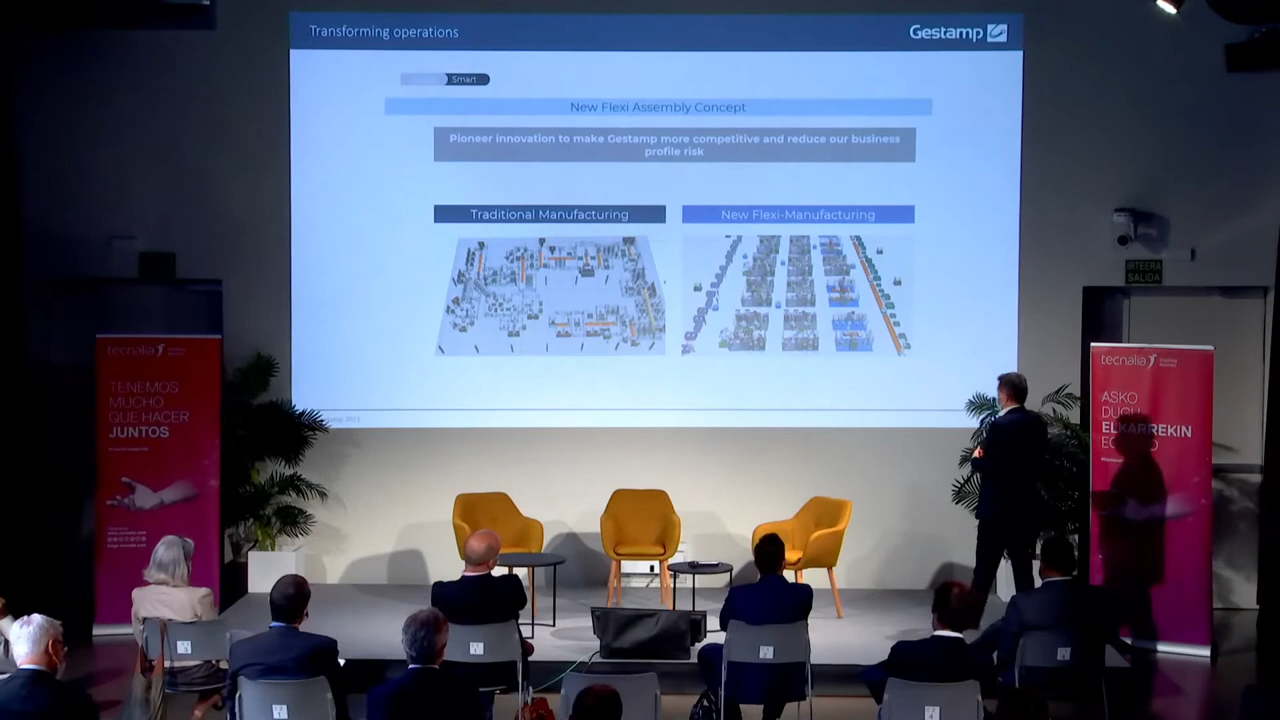 Transforming operations
Gestamp
Smart
New Flexi Assembly Concept
Pioneer innovation to make Gestamp more competitive and reduce our business
profile risk
Traditional Manufacturing
New Flexi-Manufacturing
2021
IRTEERA
SALIDA
tecnalia
TENEMOS
MUCHO
QUE HACER
JUNTOS
tecnalia
ASKO
DUGU
ELKARREKIN